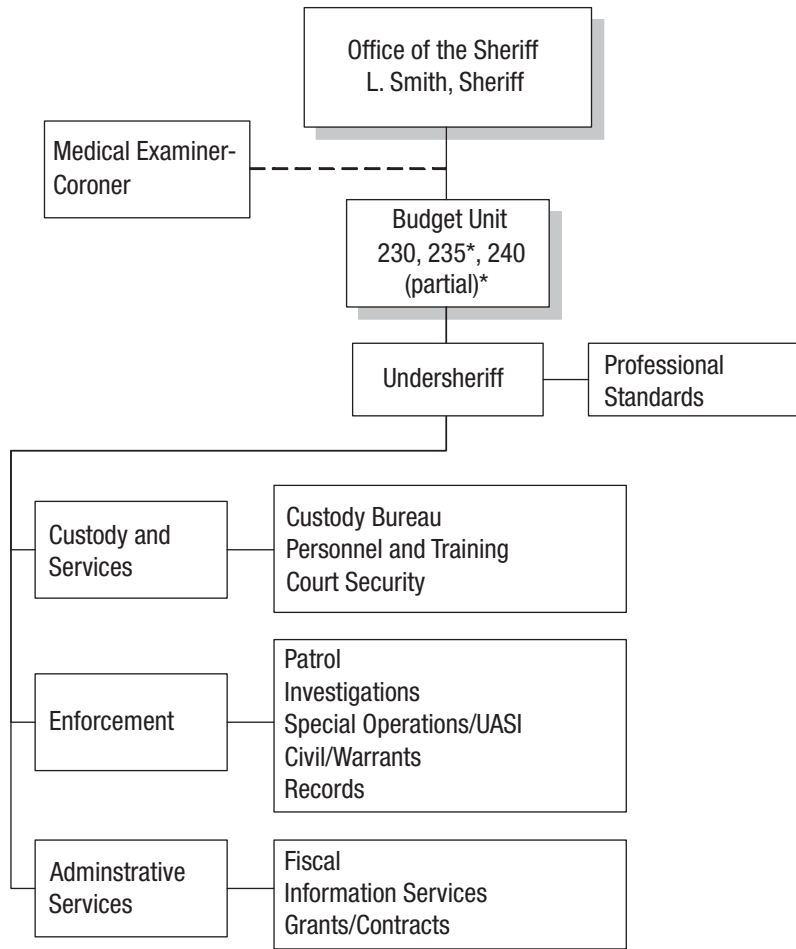 Office of the Sheriff
L. Smith, Sheriff
Medical Examiner-
Coroner
Budget Unit
230, 235*, 240
(partial)*
Undersheriff
Professional
Standards
Custody and
Services
Custody Bureau
Personnel and Training
Court Security
Enforcement
Patrol
Investigations
Special Operations/UASI
Civil/Warrants
Records
Adminstrative
Services
Fiscal
Information Services
Grants/Contracts